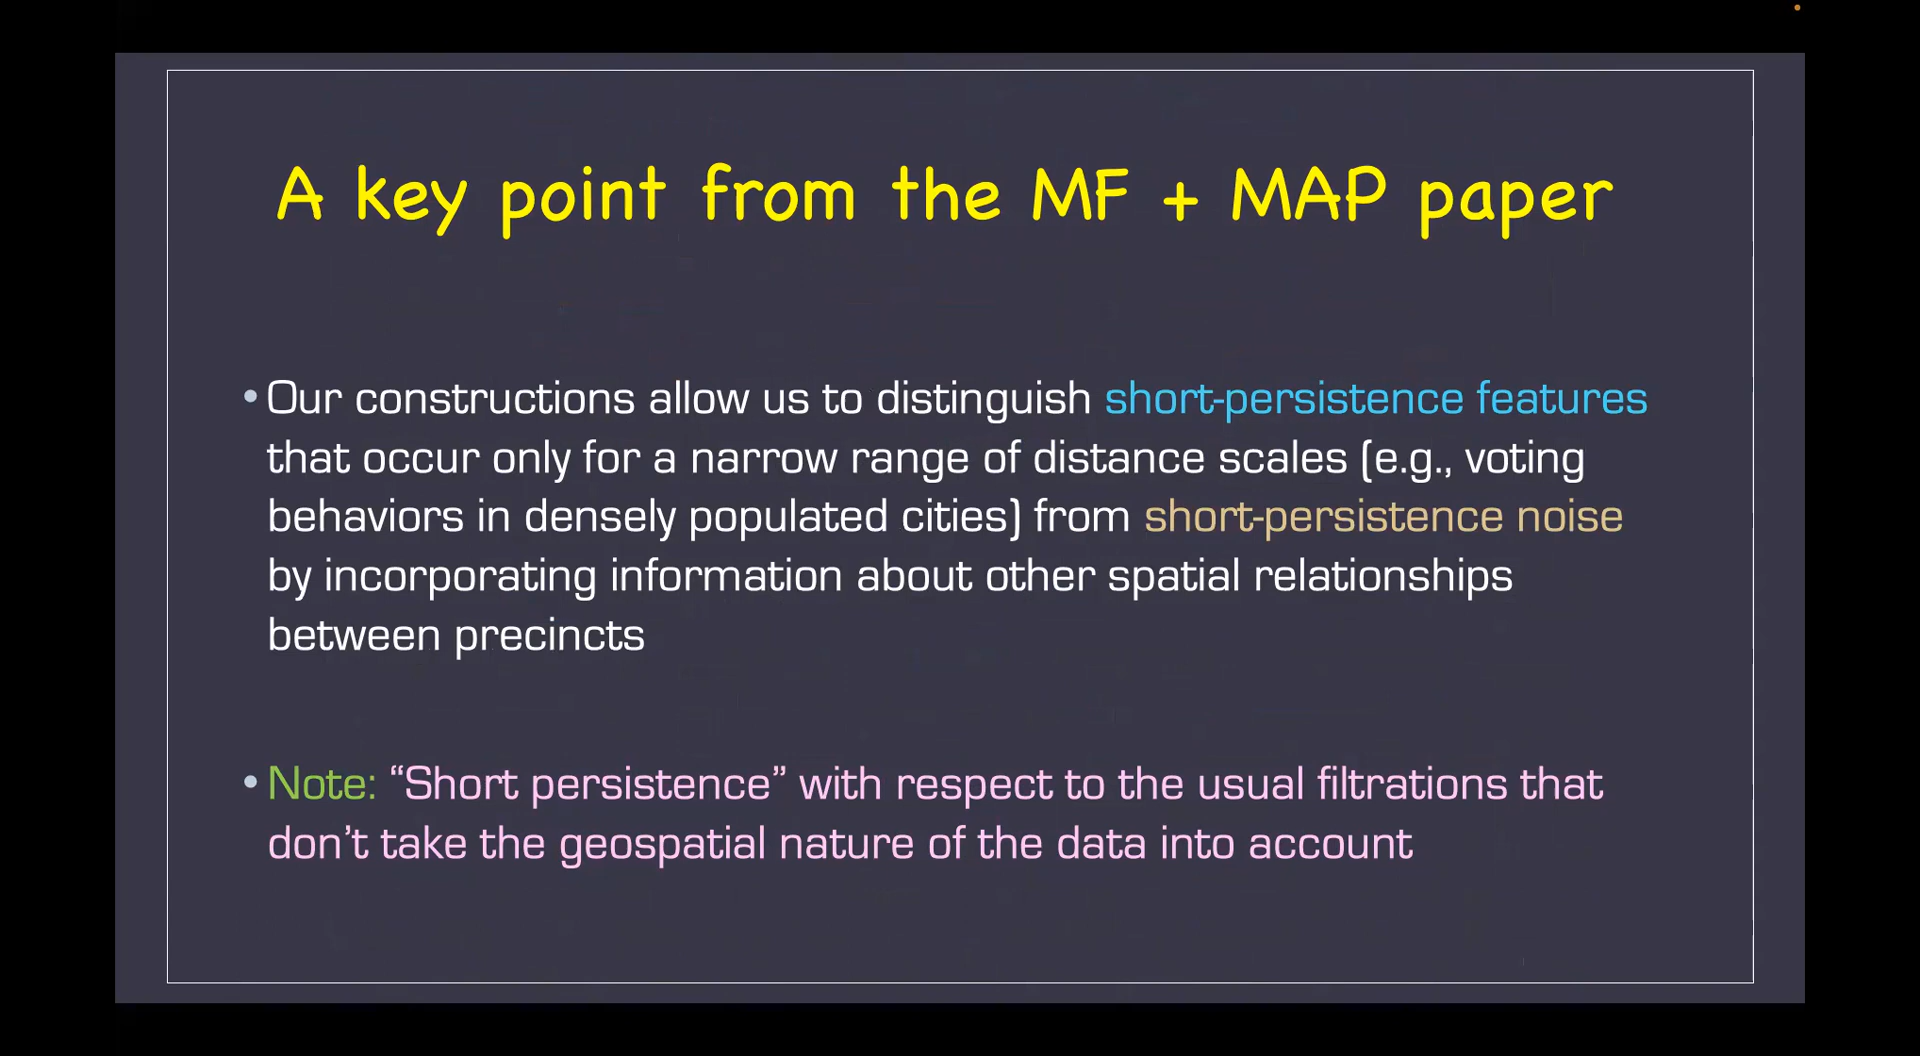 A key point from the MF + MAP paper
• Our constructions allow us to distinguish short-persistence features
that occur only for a narrow range of distance scales (e.g., voting
behaviors in densely populated cities) from short-persistence noise
by incorporating information about other spatial relationships
between precincts
• Note: “Short persistence” with respect to the usual filtrations that
don’t take the geospatial nature of the data into account